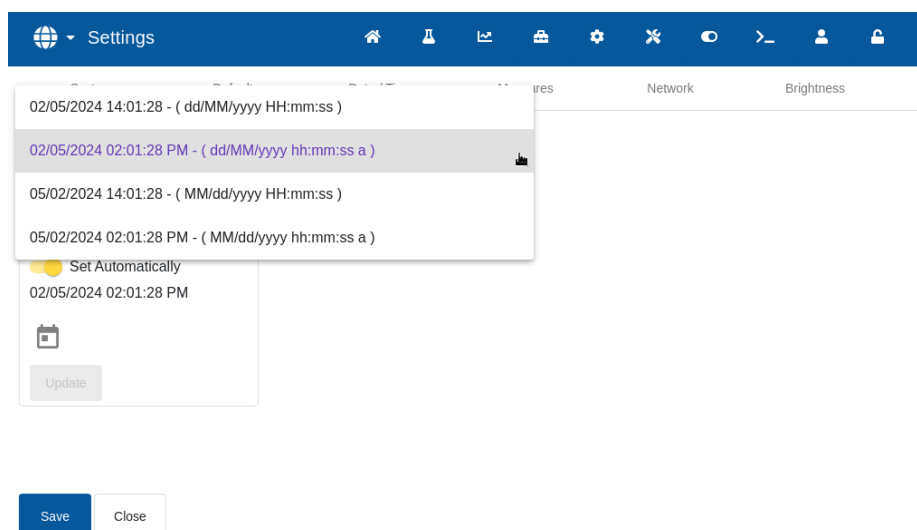 Settings
Network
Brightness
02/05/2024 14:01:28 - ( dd/MM/yyyy HH:mm:ss )
02/05/2024 02:01:28 PM - ( dd/MM/yyyy hh:mm:ss a )
05/02/2024 14:01:28 - ( MM/dd/yyyy HH:mm:ss )
05/02/2024 02:01:28 PM - ( MM/dd/yyyy hh:mm:ss a )
Set Automatically
02/05/2024 02:01:28 PM
Update
Save
Close